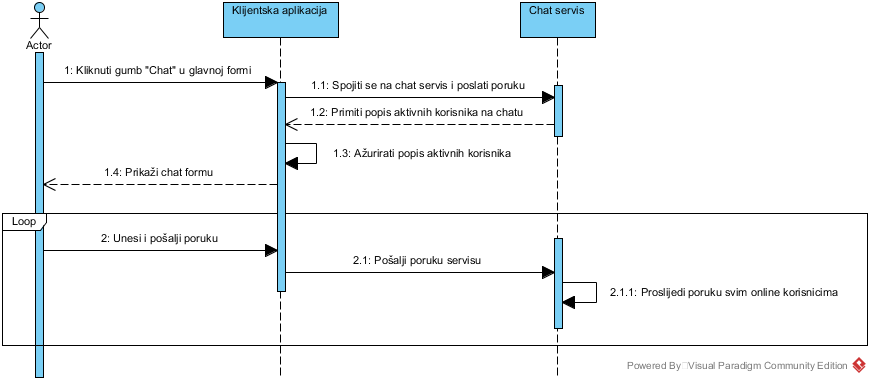 Klijentska aplikacija
Chat servis
Actor
1: Kliknuti gumb "Chat" u glavnoj formi
1.1: Spojiti se na chat servis i poslati poruku
1.2: Primiti popis aktivnih korisnika na chatu
1.3: Ažurirati popis aktivnih korisnika
1.4: Prikaži chat formu
Loop
2: Unesi i pošalji poruku
2.1: Pošalji poruku servisu
2.1.1: Proslijedi poruku svim online korisnicima
Powered By Visual Paradigm Community Edition